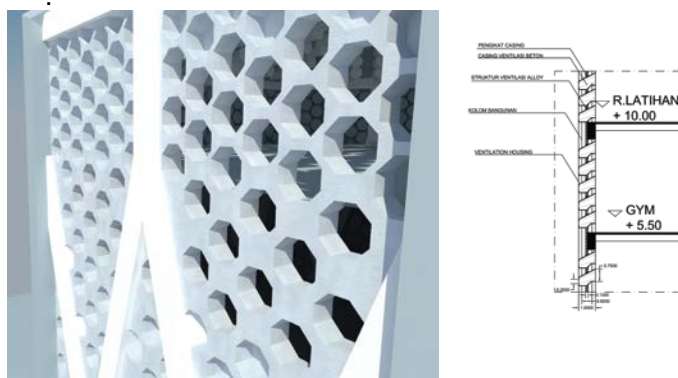 PENGIKAT CASING
CASING VENTILASI BETON
STRUKTUR VENTILASI ALLOY
KOLOM BANGUNAN
VENTILATION HOUSING
R.LATIHAN
+ 10.00
GYM
+ 5.50